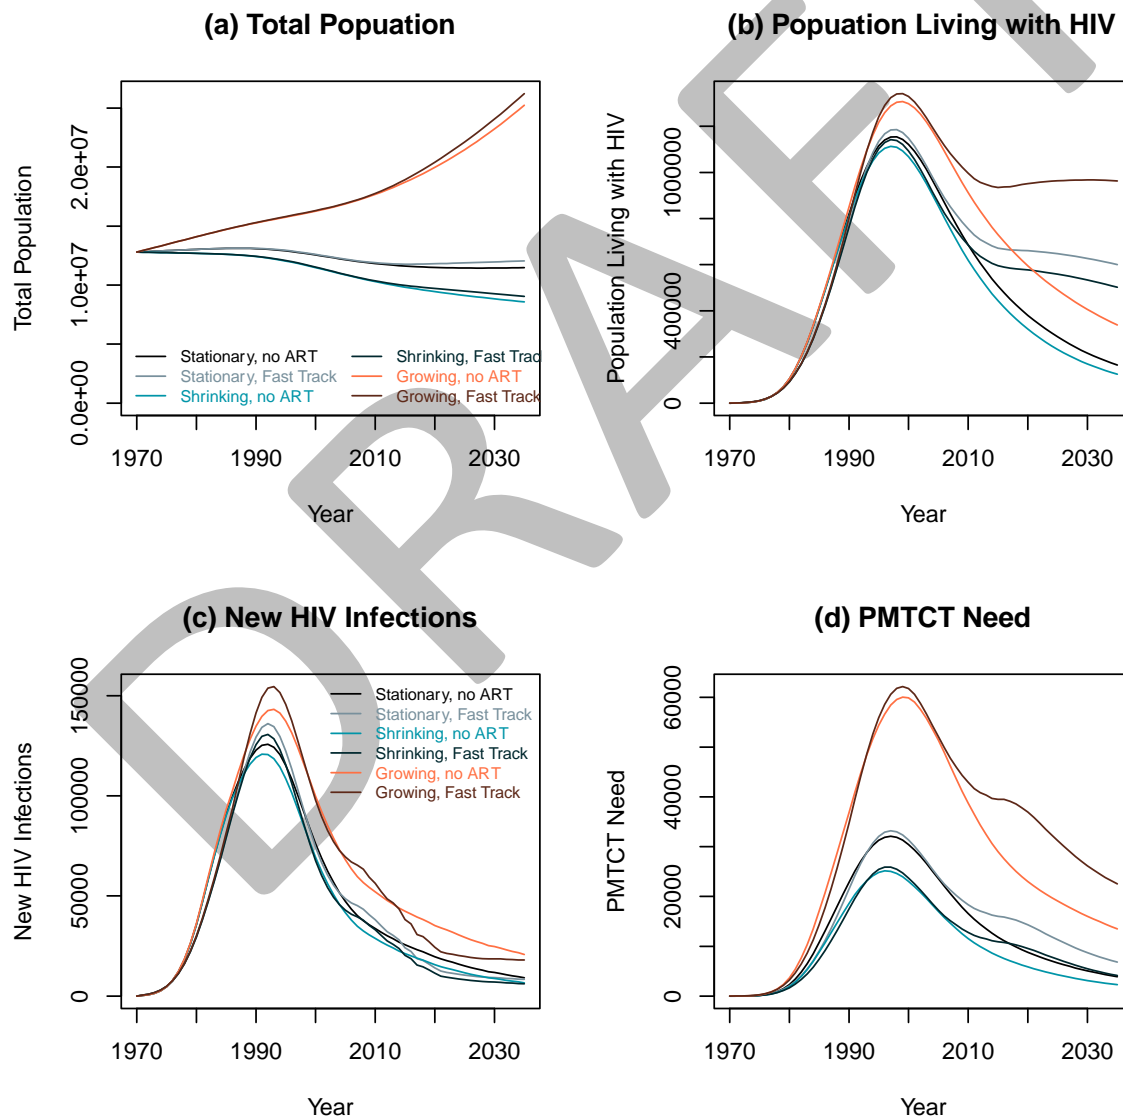 (a) Total Popuation
Total Population
0.0e+00
1.0e+07
2.0e+07
Stationary, no ART
Stationary, Fast Track
Shrinking, no ART
Shrinking, Fast Trac
Growing, no ART
Growing, Fast Track
1970
1990
2010
2030
Year
(b) Popuation Living with HIV
Population Living with HIV
0
400000
1000000
1970
1990
2010
2030
Year
(c) New HIV Infections
New HIV Infections
0
50000
100000
150000
Stationary, no ART
Stationary, Fast Track
Shrinking, no ART
Shrinking, Fast Track
Growing, no ART
Growing, Fast Track
1970
1990
2010
2030
Year
(d) PMTCT Need
PMTCT Need
0
20000
40000
60000
1970
1990
2010
2030
Year
DRAFT